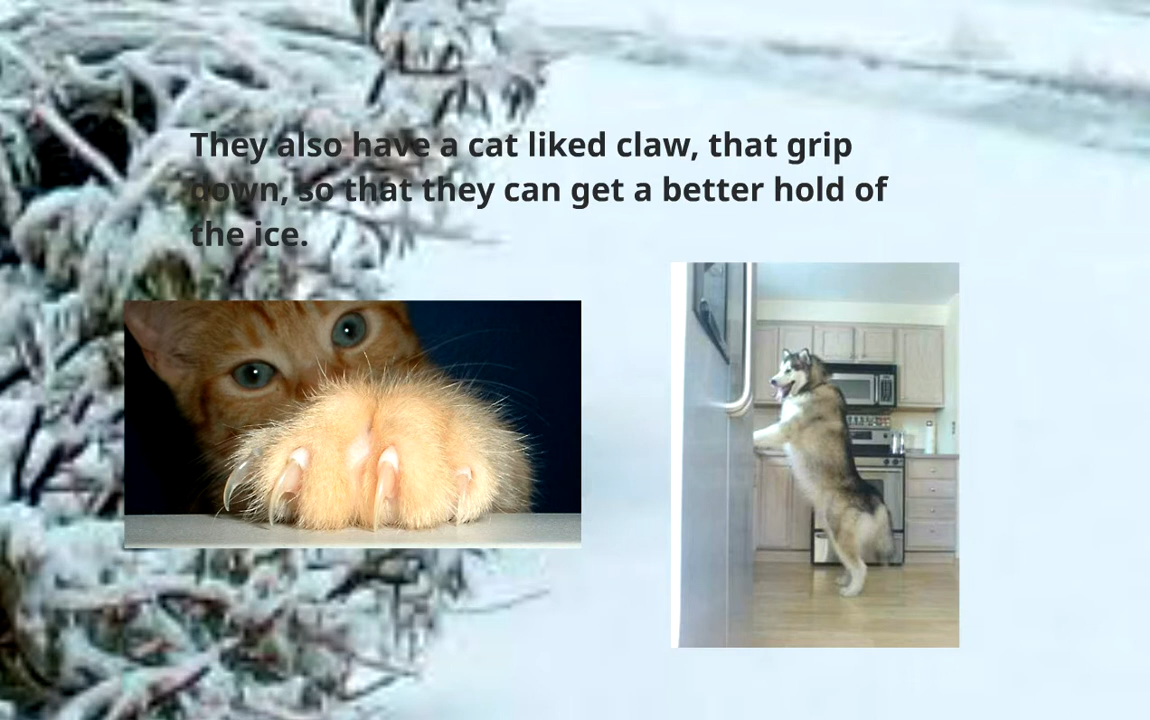 They also have a cat liked claw, that grip
down, so that they can get a better hold of
the ice.